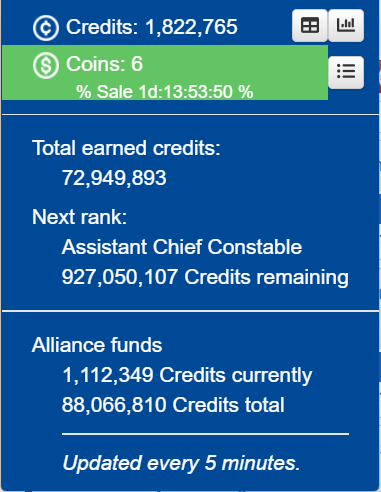 Credits: 1,822,765
Coins: 6
% Sale 1d:13:53:50 %
Total earned credits:
72,949,893
Next rank:
Assistant Chief Constable
927,050,107 Credits remaining
Alliance funds
1,112,349 Credits currently
88,066,810 Credits total
Updated every 5 minutes.